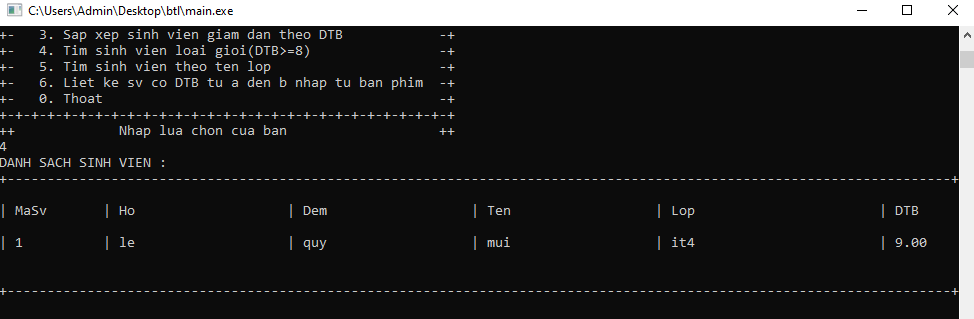 C:\Users\Admin\Desktop\btl\main.exe
+-   3. Sap xep sinh vien giam dan theo DTB            -+
+-   4. Tim sinh vien loai gioi(DTB>=8)                -+
+-   5. Tim sinh vien theo ten lop                     -+
+-   6. Liet ke sv co DTB tu a den b nhap tu ban phim  -+
+-   0. Thoat                                          -+
+-+-+-+-+-+-+-+-+-+-+-+-+-+-+-+-+-+-+-+-+-+-+-+-+-+-+-+-+
++             Nhap lua chon cua ban                   ++
4
DANH SACH SINH VIEN :
+----------------------------------------------------------------------------------------------------------------------+
| MaSv       | Ho                    | Dem                  | Ten                  | Lop                       | DTB
| 1          | le                    | quy                  | mui                  | it4                       | 9.00
+----------------------------------------------------------------------------------------------------------------------+